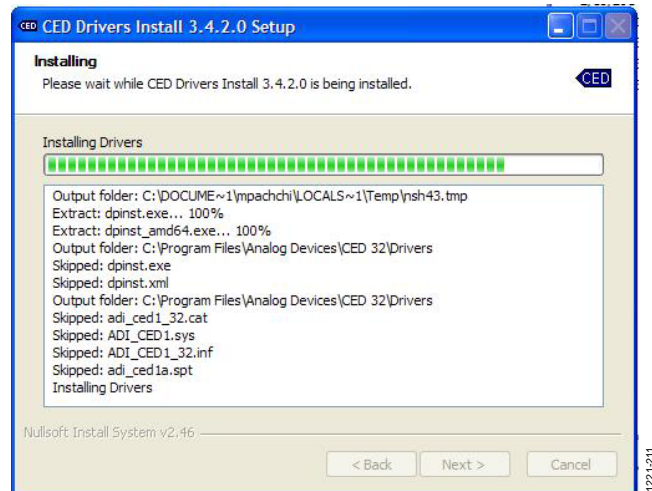 CED CED Drivers Install 3.4.2.0 Setup
Installing
Please wait while CED Drivers Install 3.4.2.0 is being installed.
CED
Installing Drivers
Output folder: C:\DOCUME~1\mpachchi\LOCALS~1\Temp\nsh43.tmp
Extract: dpinst.exe... 100%
Extract: dpinst_amd64.exe... 100%
Output folder: C:\Program Files\Analog Devices\CED 32\Drivers
Skipped: dpinst.exe
Skipped: dpinst.xml
Output folder: C:\Program Files\Analog Devices\CED 32\Drivers
Skipped: adi_ced1_32.cat
Skipped: ADI_CED1.sys
Skipped: ADI_CED1_32.inf
Skipped: adi_ced1a.spt
Installing Drivers
Nullsoft Install System v2.46
< Back
Next >
Cancel